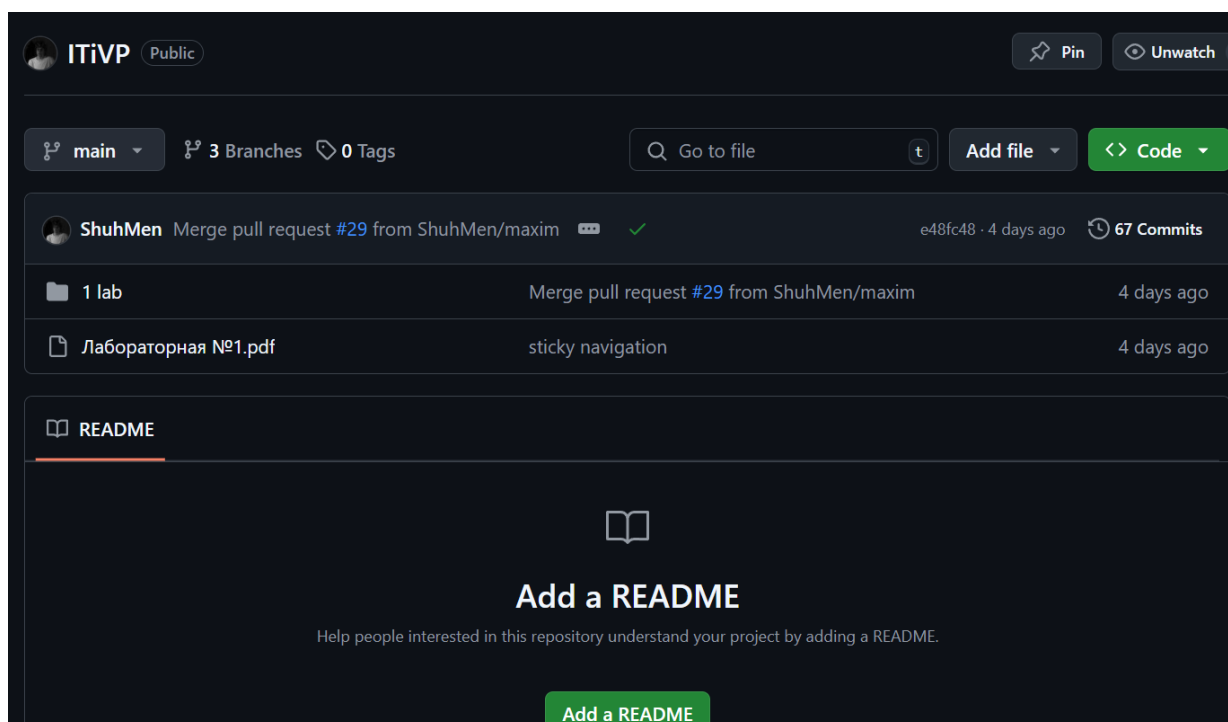 ITiVP Public Pin Unwatch
main 3 Branches 0 Tags Go to file t Add file <> Code
ShuhMen Merge pull request #29 from ShuhMen/maxim e48fc48 · 4 days ago 67 Commits
1 lab Merge pull request #29 from ShuhMen/maxim 4 days ago
Лабораторная №1.pdf sticky navigation 4 days ago
README
Add a README
Help people interested in this repository understand your project by adding a README.
Add a README